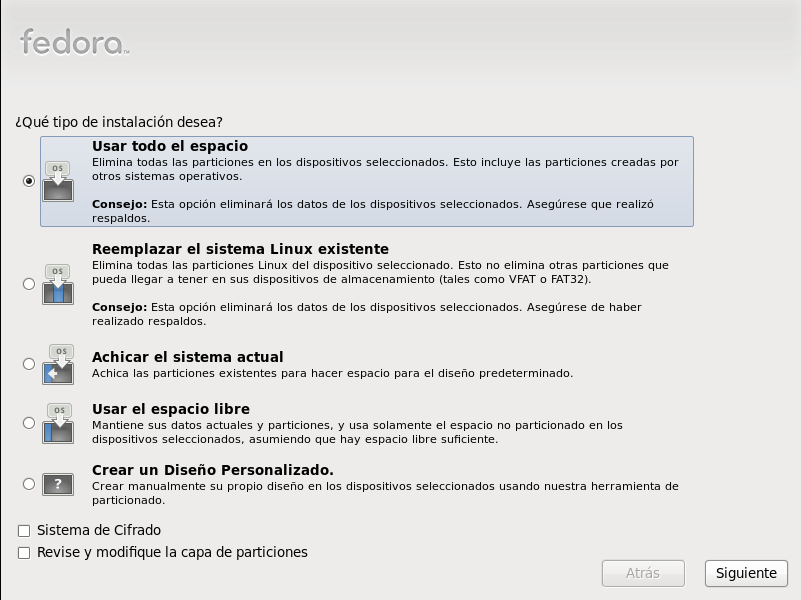 fedora™
¿Qué tipo de instalación desea?
Usar todo el espacio
OS
Elimina todas las particiones en los dispositivos seleccionados. Esto incluye las particiones creadas por
otros sistemas operativos.
Consejo: Esta opción eliminará los datos de los dispositivos seleccionados. Asegúrese que realizó
respaldos.
Reemplazar el sistema Linux existente
OS
Elimina todas las particiones Linux del dispositivo seleccionado. Esto no elimina otras particiones que
pueda llegar a tener en sus dispositivos de almacenamiento (tales como VFAT o FAT32).
Consejo: Esta opción eliminará los datos de los dispositivos seleccionados. Asegúrese de haber
realizado respaldos.
OS
Achicar el sistema actual
Achica las particiones existentes para hacer espacio para el diseño predeterminado.
OS
Usar el espacio libre
Mantiene sus datos actuales y particiones, y usa solamente el espacio no particionado en los
dispositivos seleccionados, asumiendo que hay espacio libre suficiente.
Crear un Diseño Personalizado.
?
Crear manualmente su propio diseño en los dispositivos seleccionados usando nuestra herramienta de
particionado.
Sistema de Cifrado
Revise y modifique la capa de particiones
Atrás
Siguiente